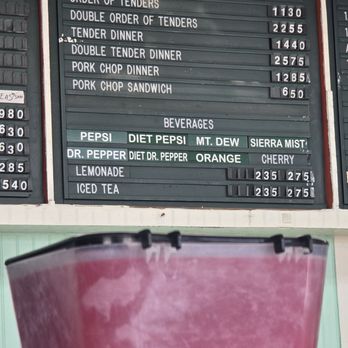 ORDER OF TENDERS 1130
DOUBLE ORDER OF TENDERS 2255
TENDER DINNER 1440
DOUBLE TENDER DINNER 2575
PORK CHOP DINNER 1285
PORK CHOP SANDWICH 650
980
630
630
285
540
BEVERAGES
PEPSI DIET PEPSI MT. DEW SIERRA MIST
DR. PEPPER DIET DR. PEPPER ORANGE CHERRY
LEMONADE 235 275
ICED TEA 235 275